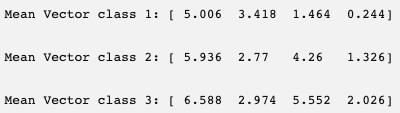 Mean Vector class 1: [ 5.006  3.418  1.464  0.244]
Mean Vector class 2: [ 5.936  2.77   4.26   1.326]
Mean Vector class 3: [ 6.588  2.974  5.552  2.026]